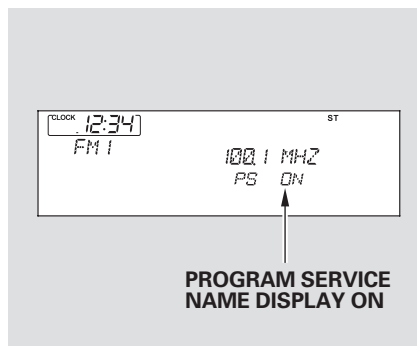 CLOCK 12:34 ST
FM1
100.1 MHZ
PS ON
PROGRAM SERVICE
NAME DISPLAY ON